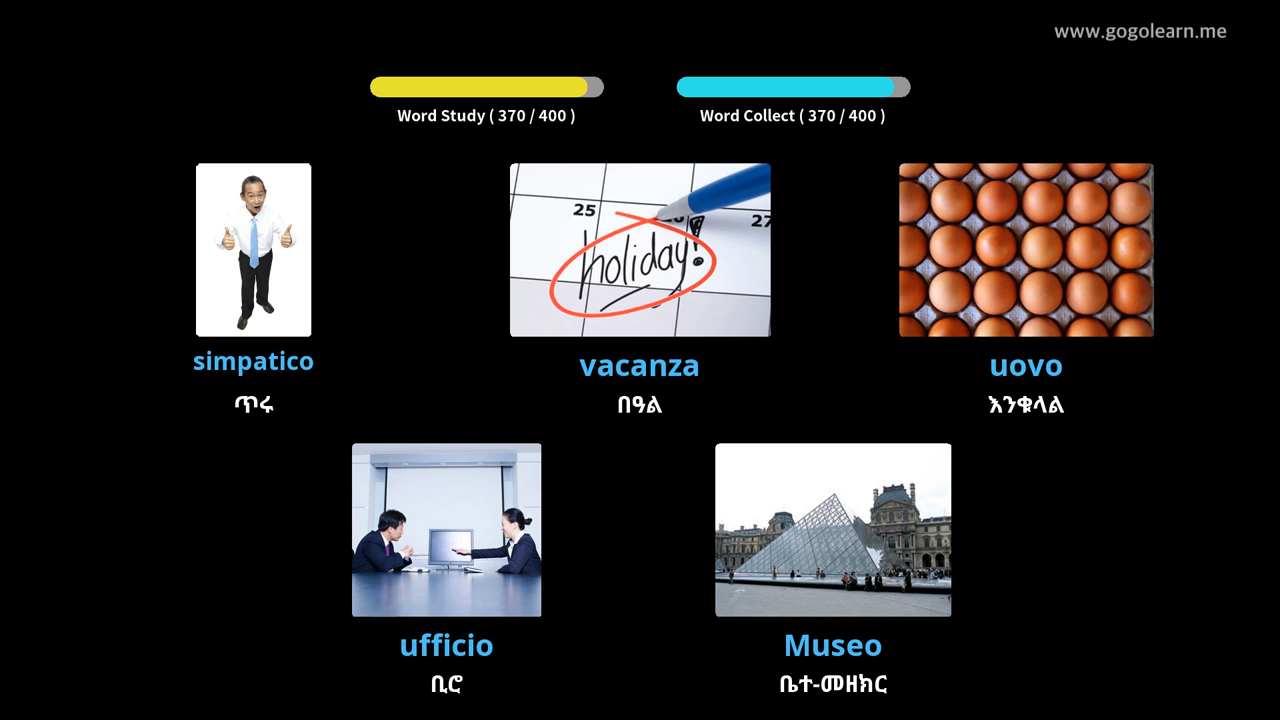 www.gogolearn.me
Word Study ( 370 / 400 )
Word Collect ( 370 / 400 )
25
27
holiday!
simpatico
vacanza
uovo
ጥሩ
በዓል
እንቁላል
ufficio
Museo
ቢሮ
ቤተ-መዘክር